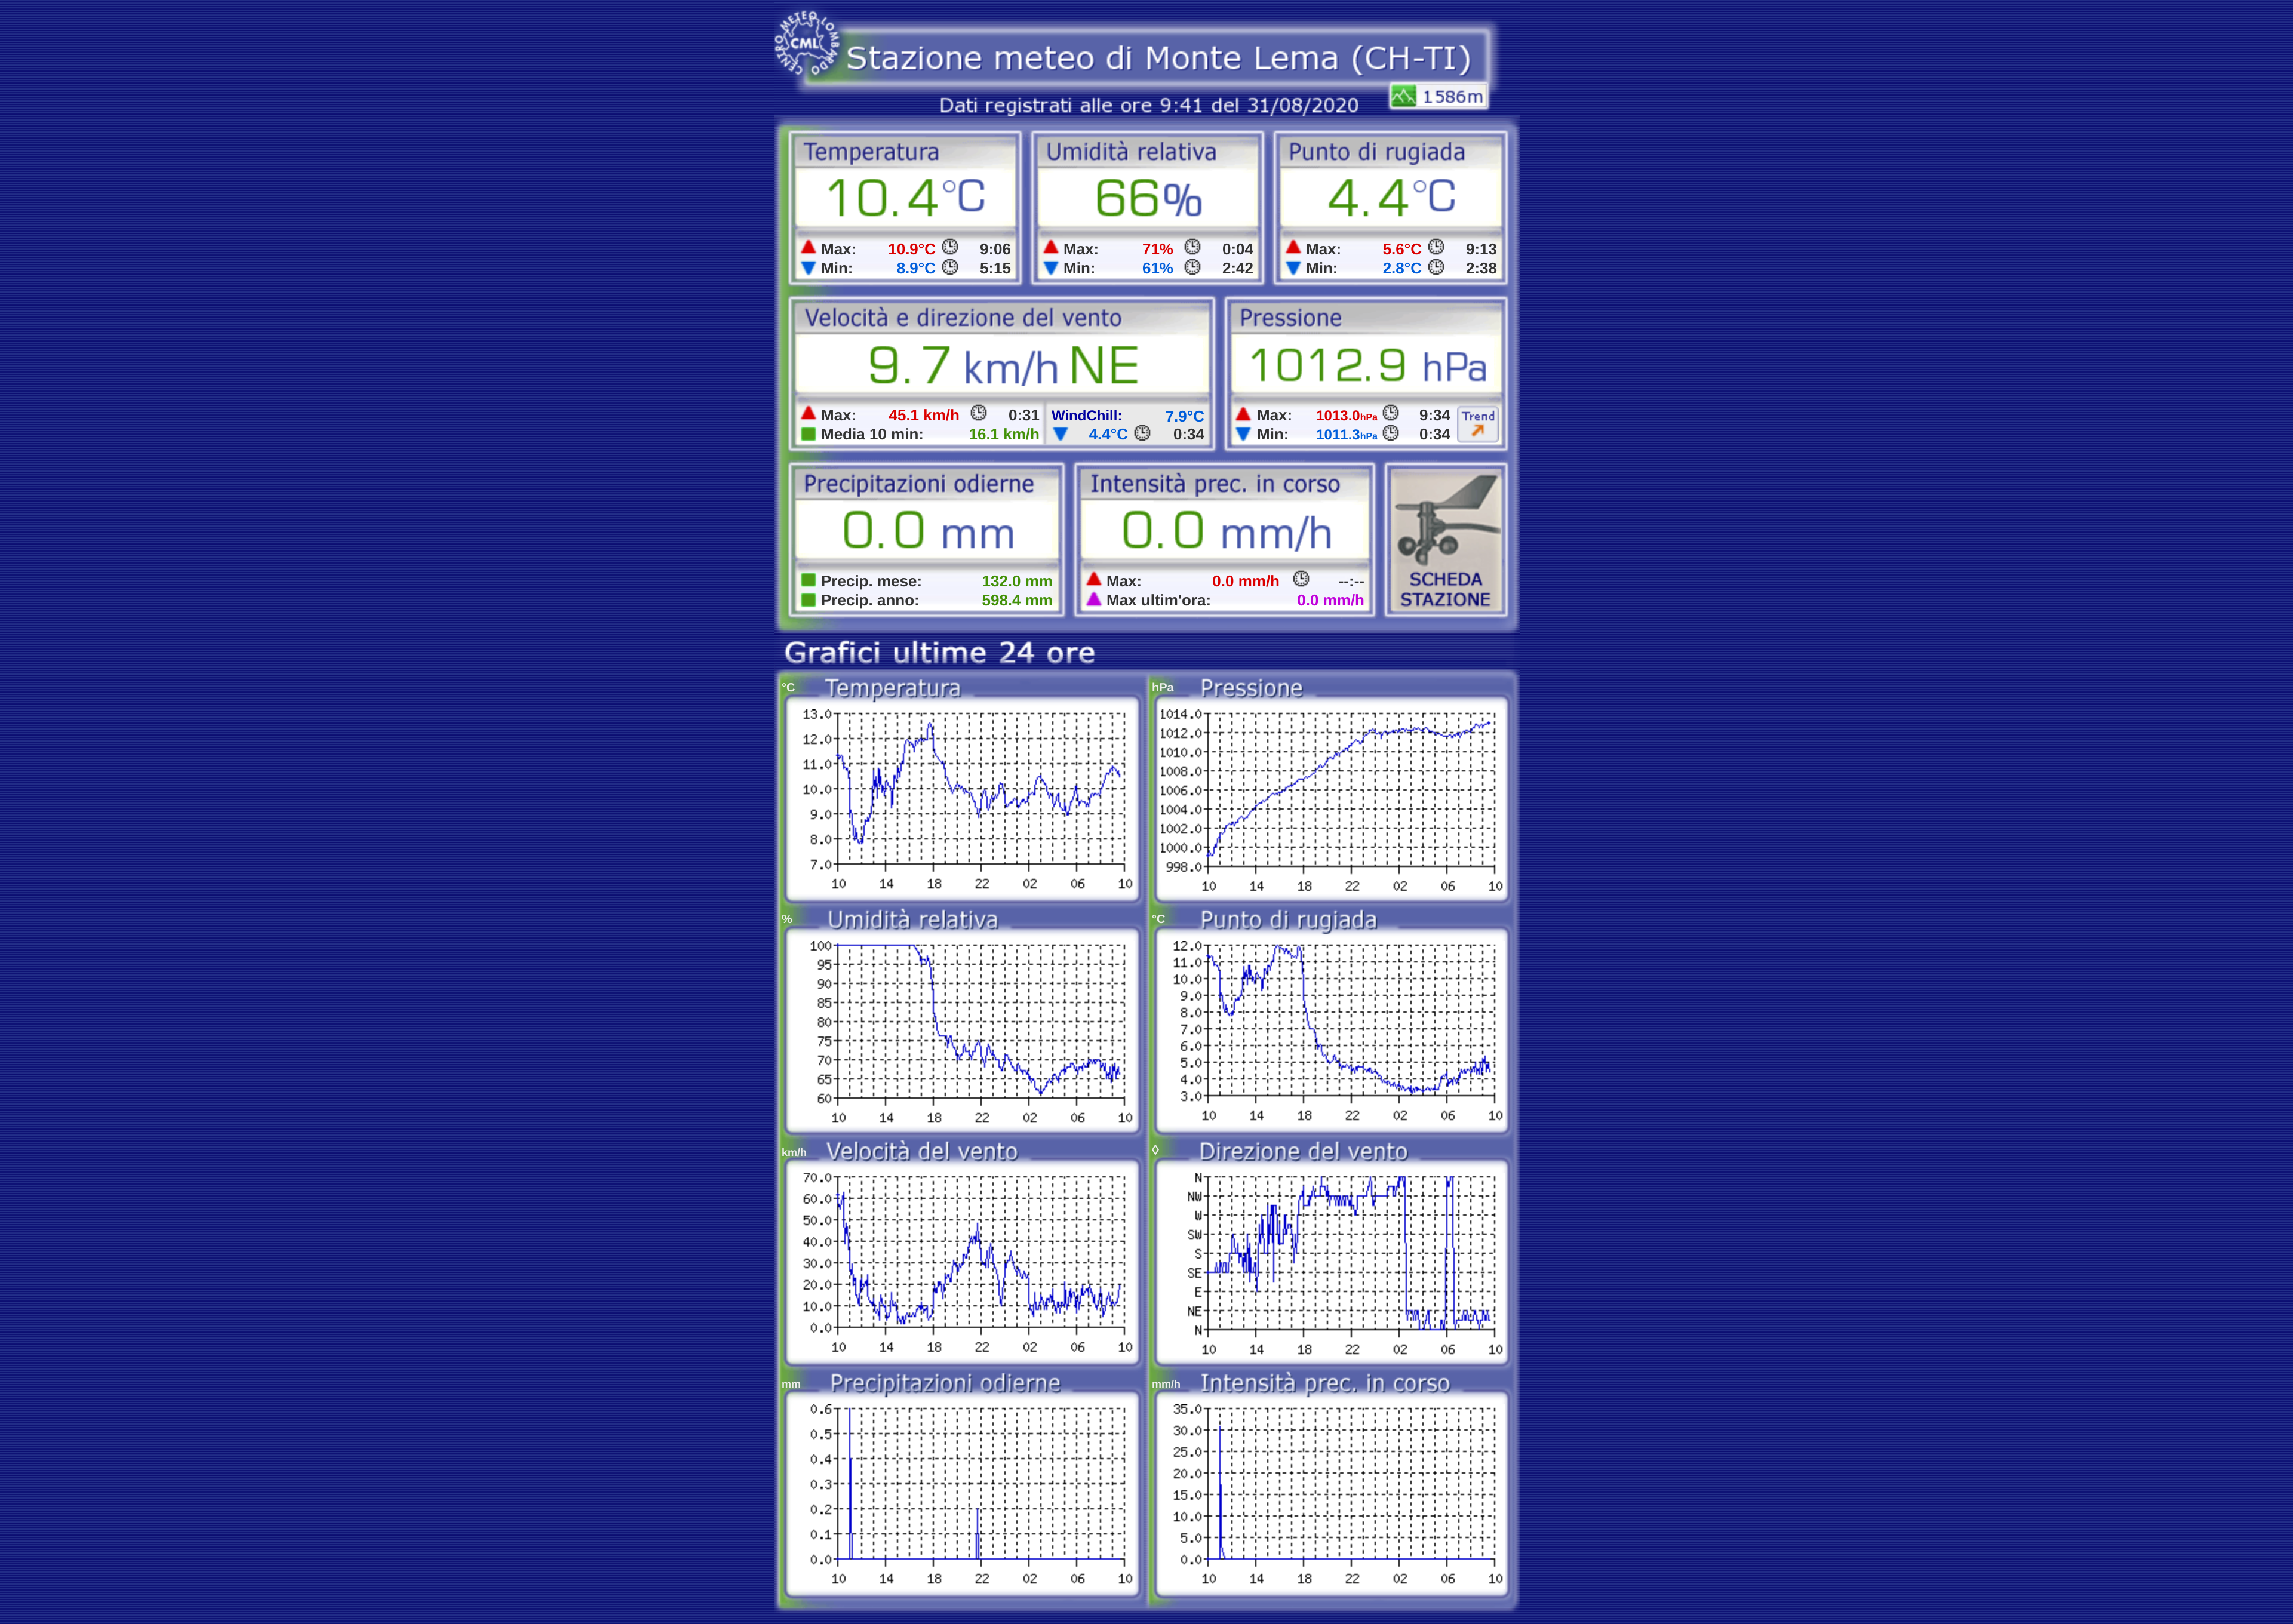 CENTRO METEO LOMBARDO
CML
Stazione meteo di Monte Lema (CH-TI)
1586m
Dati registrati alle ore 9:41 del 31/08/2020
Temperatura
10.4°C
Max: 10.9°C 9:06
Min: 8.9°C 5:15
Umidità relativa
66%
Max: 71% 0:04
Min: 61% 2:42
Punto di rugiada
4.4°C
Max: 5.6°C 9:13
Min: 2.8°C 2:38
Velocità e direzione del vento
9.7 km/h NE
Max: 45.1 km/h 0:31
Media 10 min: 16.1 km/h
WindChill: 7.9°C
4.4°C 0:34
Pressione
1012.9 hPa
Max: 1013.0hPa 9:34
Min: 1011.3hPa 0:34
Trend
Precipitazioni odierne
0.0 mm
Precip. mese: 132.0 mm
Precip. anno: 598.4 mm
Intensità prec. in corso
0.0 mm/h
Max: 0.0 mm/h --:--
Max ultim'ora: 0.0 mm/h
SCHEDA
STAZIONE
Grafici ultime 24 ore
°C Temperatura
13.0
12.0
11.0
10.0
9.0
8.0
7.0
10 14 18 22 02 06 10
hPa Pressione
1014.0
1012.0
1010.0
1008.0
1006.0
1004.0
1002.0
1000.0
998.0
10 14 18 22 02 06 10
% Umidità relativa
100
95
90
85
80
75
70
65
60
10 14 18 22 02 06 10
°C Punto di rugiada
12.0
11.0
10.0
9.0
8.0
7.0
6.0
5.0
4.0
3.0
10 14 18 22 02 06 10
km/h Velocità del vento
70.0
60.0
50.0
40.0
30.0
20.0
10.0
0.0
10 14 18 22 02 06 10
◊ Direzione del vento
N
NW
W
SW
S
SE
E
NE
N
10 14 18 22 02 06 10
mm Precipitazioni odierne
0.6
0.5
0.4
0.3
0.2
0.1
0.0
10 14 18 22 02 06 10
mm/h Intensità prec. in corso
35.0
30.0
25.0
20.0
15.0
10.0
5.0
0.0
10 14 18 22 02 06 10